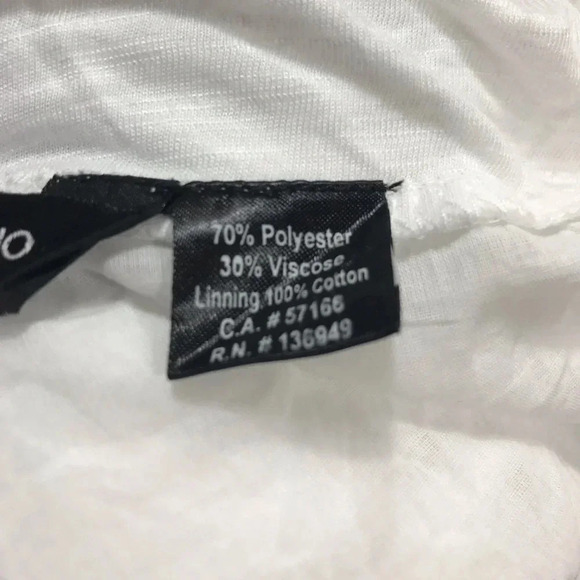 'O
70% Polyester
30% Viscose
Linning 100% Cotton
C.A. # 57166
R.N. # 136949